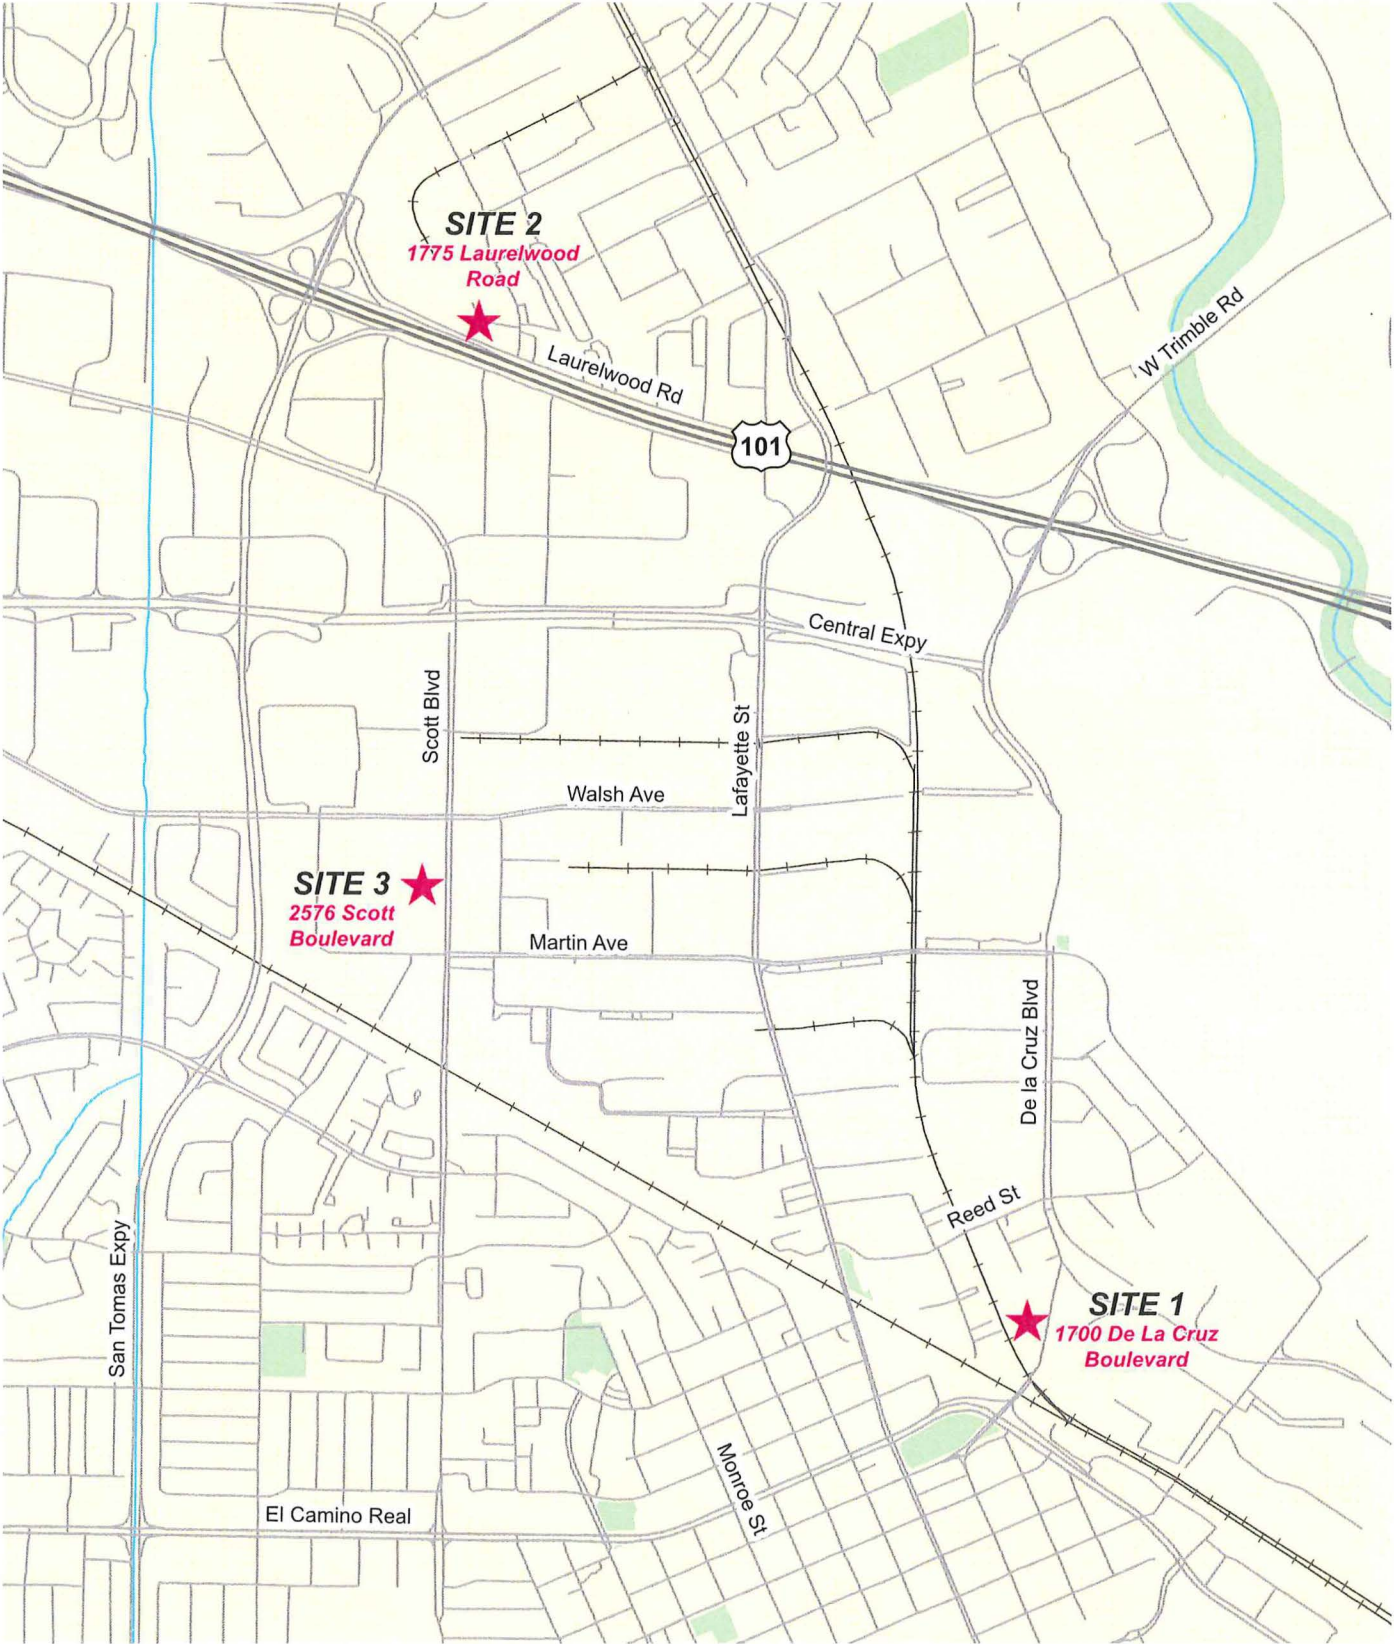 SITE 2
1775 Laurelwood
Road
W Trimble Rd
Laurelwood Rd
101
Central Expy
Scott Blvd
Lafayette St
Walsh Ave
SITE 3
2576 Scott
Boulevard
Martin Ave
De la Cruz Blvd
Reed St
San Tomas Expy
SITE 1
1700 De La Cruz
Boulevard
Monroe St
El Camino Real